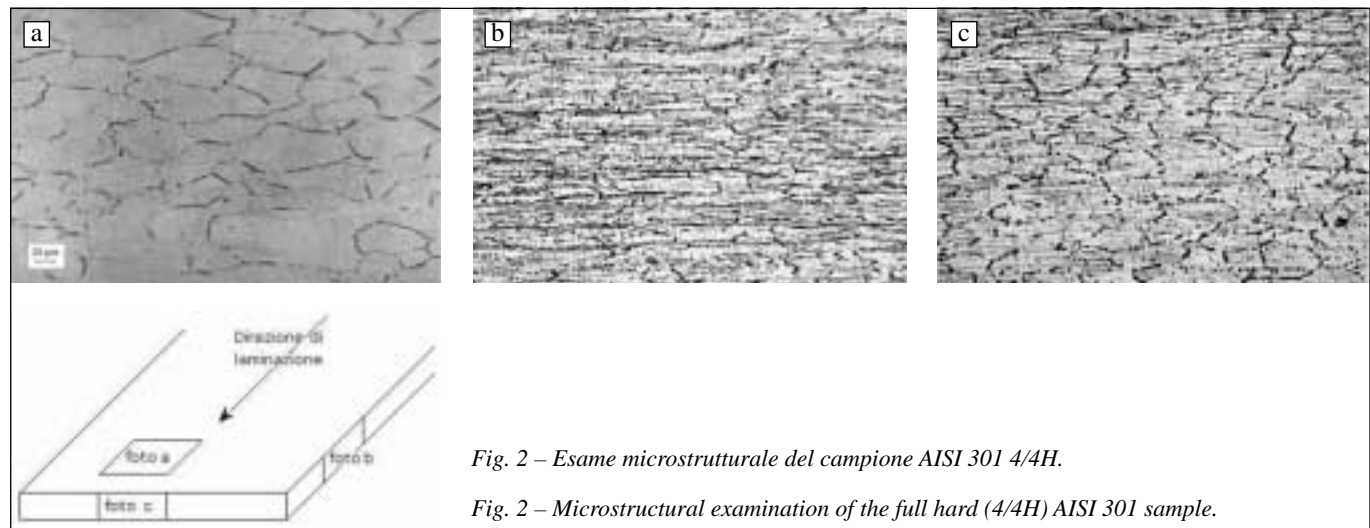 a
b
c
Direzione di
laminazione
foto a
foto b
foto c
Fig. 2 – Esame microstrutturale del campione AISI 301 4/4H.
Fig. 2 – Microstructural examination of the full hard (4/4H) AISI 301 sample.